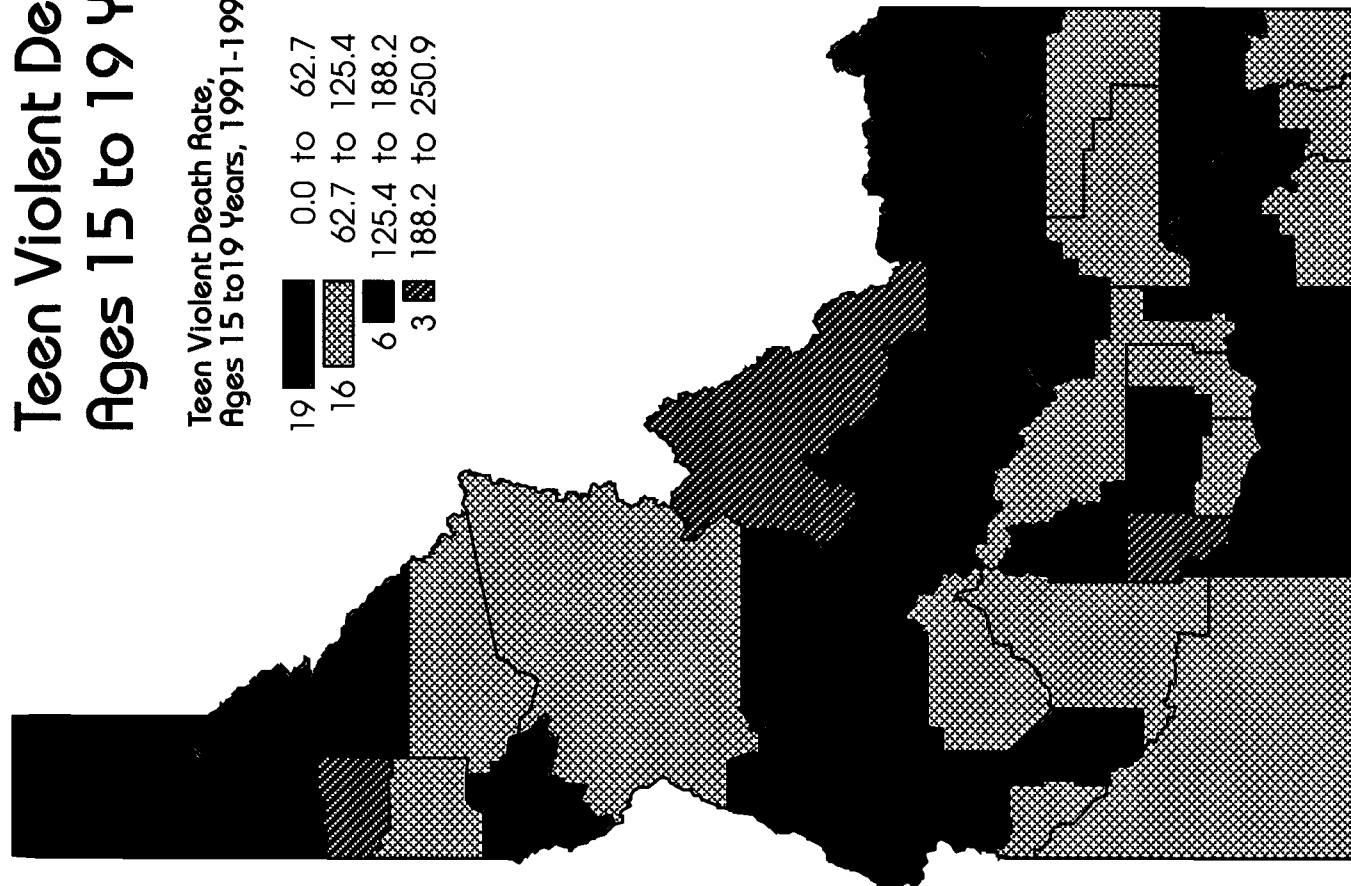 Teen Violent De
Ages 15 to 19 Y
Teen Violent Death Rate,
Ages 15 to19 Years, 1991-199
19 0.0 to 62.7
16 62.7 to 125.4
6 125.4 to 188.2
3 188.2 to 250.9